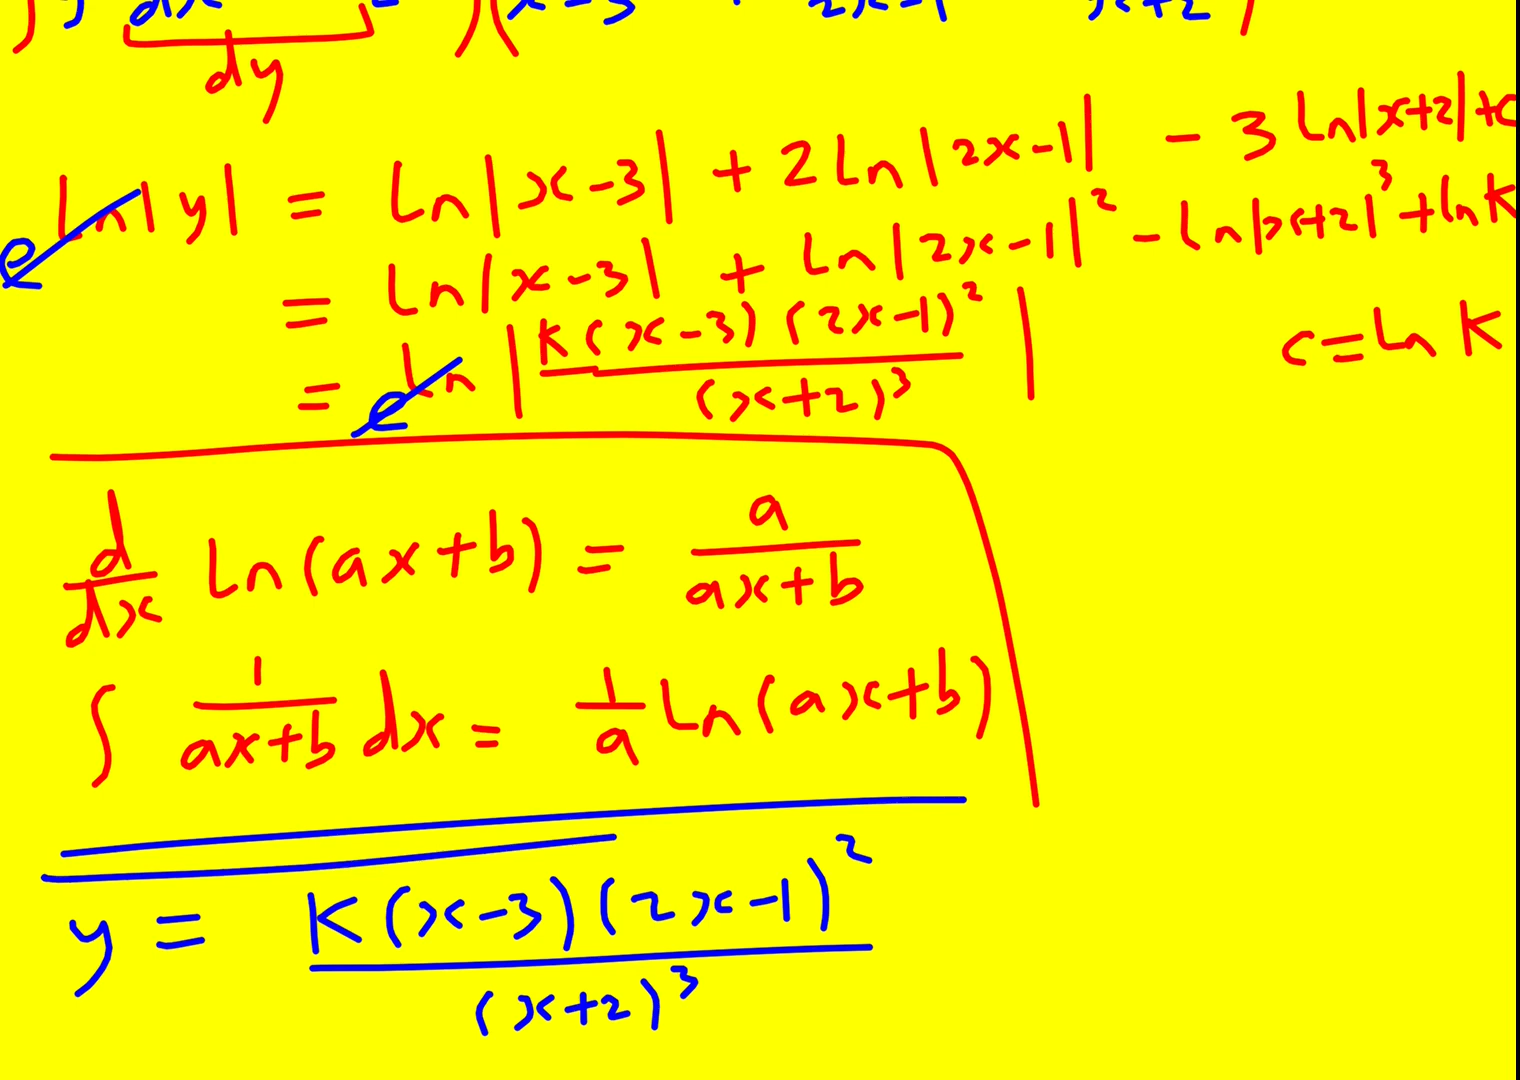 dy
ln|y| = ln|x-3| + 2ln|2x-1| - 3ln|x+2|+c
e
= ln|x-3| + ln|2x-1|² - ln|x+2|³ + ln K
= e ln |K(x-3)(2x-1)² / (x+2)³|
c = ln K
d/dx ln(ax+b) = a/(ax+b)
∫ 1/(ax+b) dx = 1/a ln(ax+b)
y = K(x-3)(2x-1)² / (x+2)³